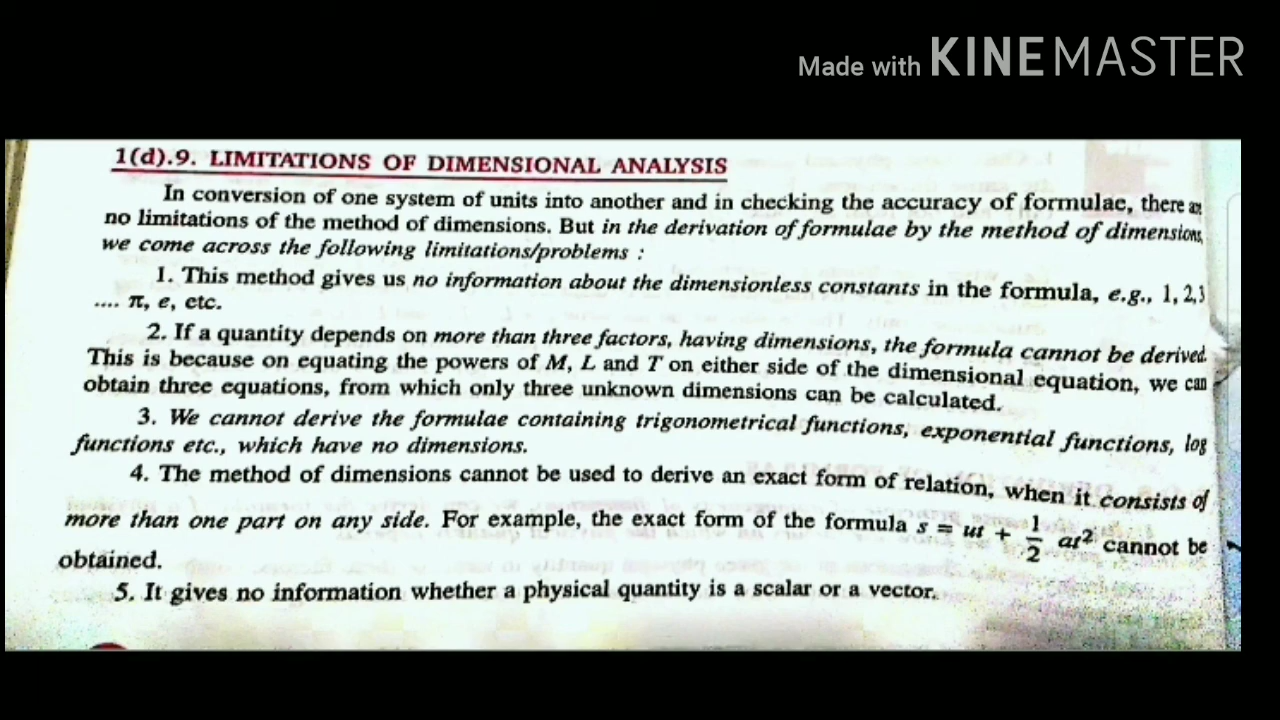 Made with KINEMASTER
1(d).9. LIMITATIONS OF DIMENSIONAL ANALYSIS
In conversion of one system of units into another and in checking the accuracy of formulae, there
no limitations of the method of dimensions. But in the derivation of formulae by the method of dimensions,
we come across the following limitations/problems :
1. This method gives us no information about the dimensionless constants in the formula, e.g., 1, 2, 3
.... π, e, etc.
2. If a quantity depends on more than three factors, having dimensions, the formula cannot be derived.
This is because on equating the powers of M, L and T on either side of the dimensional equation, we can
obtain three equations, from which only three unknown dimensions can be calculated.
3. We cannot derive the formulae containing trigonometrical functions, exponential functions, log
functions etc., which have no dimensions.
4. The method of dimensions cannot be used to derive an exact form of relation, when it consists of
more than one part on any side. For example, the exact form of the formula s = ut + 1/2 at² cannot be
obtained.
5. It gives no information whether a physical quantity is a scalar or a vector.